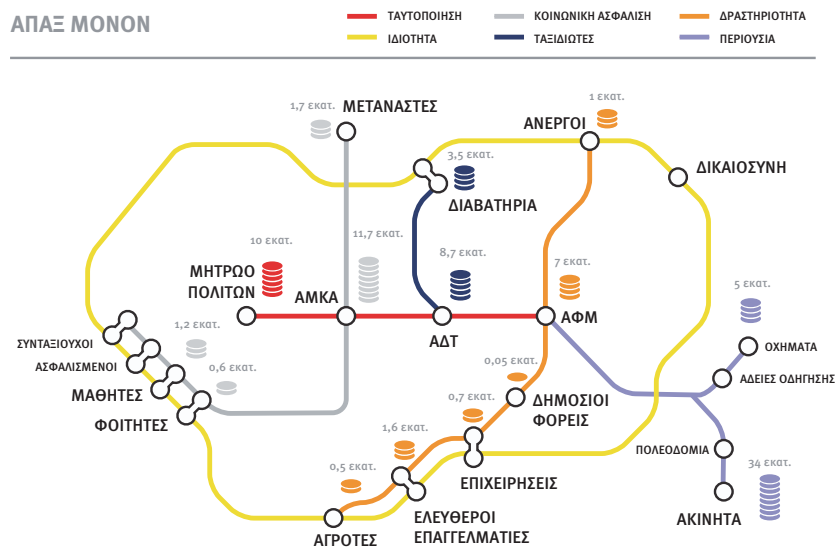 ΑΠΑΞ ΜΟΝΟΝ
ΤΑΥΤΟΠΟΙΗΣΗ
ΚΟΙΝΩΝΙΚΗ ΑΣΦΑΛΙΣΗ
ΔΡΑΣΤΗΡΙΟΤΗΤΑ
ΙΔΙΟΤΗΤΑ
ΤΑΞΙΔΙΩΤΕΣ
ΠΕΡΙΟΥΣΙΑ
1,7 εκατ.
ΜΕΤΑΝΑΣΤΕΣ
1 εκατ.
ΑΝΕΡΓΟΙ
3,5 εκατ.
ΔΙΑΒΑΤΗΡΙΑ
ΔΙΚΑΙΟΣΥΝΗ
10 εκατ.
11,7 εκατ.
8,7 εκατ.
7 εκατ.
ΜΗΤΡΩΟ
ΠΟΛΙΤΩΝ
ΑΜΚΑ
ΑΔΤ
ΑΦΜ
5 εκατ.
ΟΧΗΜΑΤΑ
ΑΔΕΙΕΣ ΟΔΗΓΗΣΗΣ
ΣΥΝΤΑΞΙΟΥΧΟΙ
1,2 εκατ.
ΑΣΦΑΛΙΣΜΕΝΟΙ
0,6 εκατ.
ΜΑΘΗΤΕΣ
ΦΟΙΤΗΤΕΣ
0,05 εκατ.
ΔΗΜΟΣΙΟΙ
ΦΟΡΕΙΣ
0,7 εκατ.
1,6 εκατ.
ΕΠΙΧΕΙΡΗΣΕΙΣ
0,5 εκατ.
ΑΓΡΟΤΕΣ
ΕΛΕΥΘΕΡΟΙ
ΕΠΑΓΓΕΛΜΑΤΙΕΣ
ΠΟΛΕΟΔΟΜΙΑ
34 εκατ.
ΑΚΙΝΗΤΑ